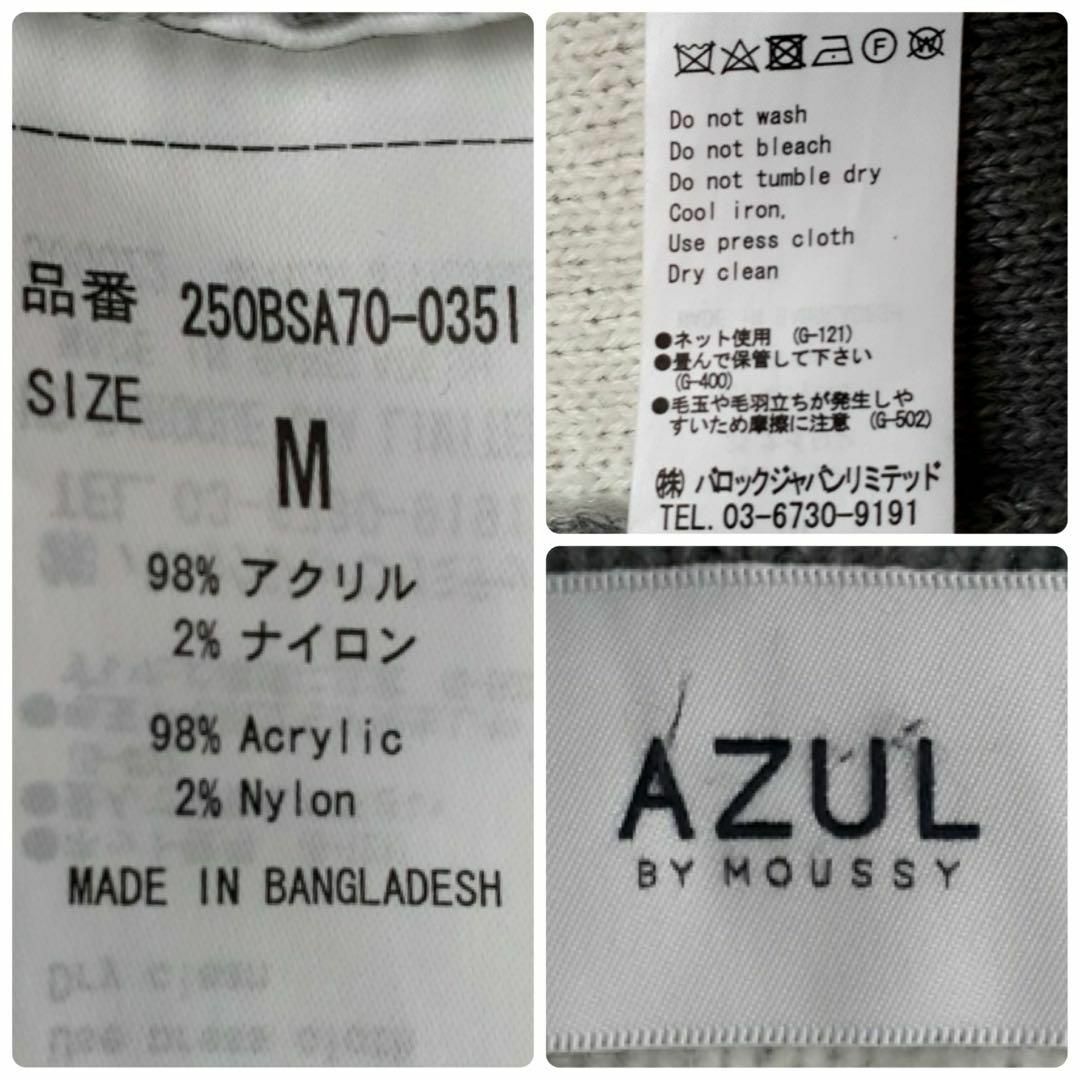 品番 250BSA70-0351
SIZE
M
98% アクリル
2% ナイロン
98% Acrylic
2% Nylon
MADE IN BANGLADESH
Dry clean
Use press cloth
F W
Do not wash
Do not bleach
Do not tumble dry
Cool iron.
Use press cloth
Dry clean
●ネット使用 (G-121)
●畳んで保管して下さい
(G-400)
●毛玉や毛羽立ちが発生しや
すいため摩擦に注意 (G-502)
㈱ バロックジャパンリミテッド
TEL. 03-6730-9191
AZUL
BY MOUSSY